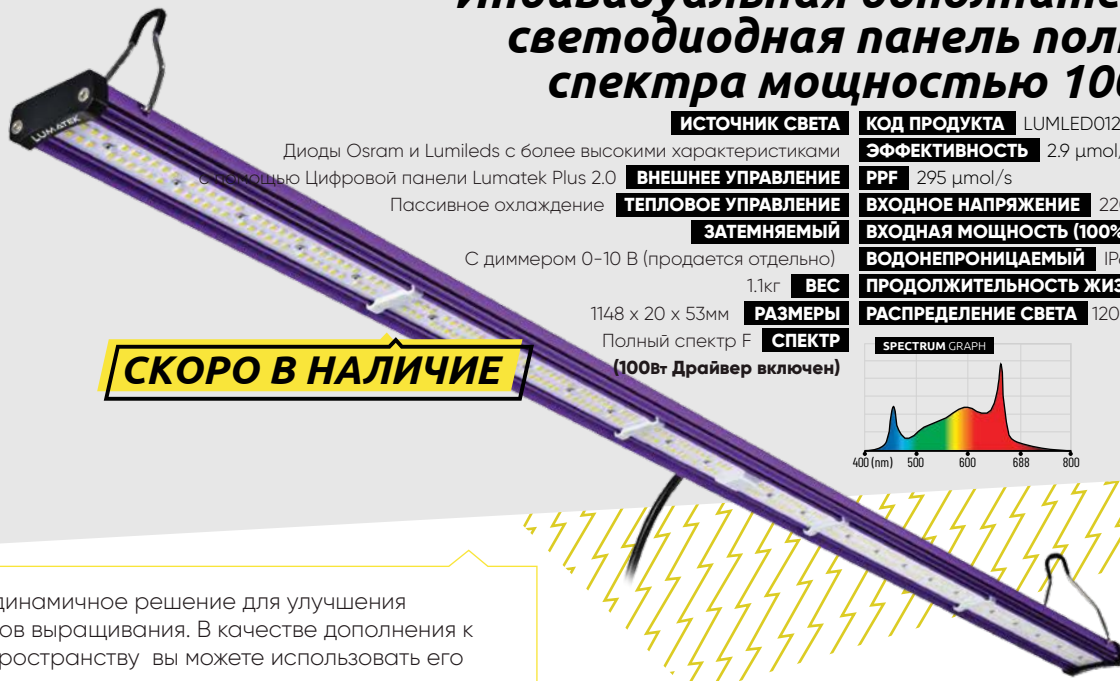 светодиодная панель
спектра мощностью
LUMATEK
ИСТОЧНИК СВЕТА
Диоды Osram и Lumileds с более высокими характеристиками
с помощью Цифровой панели Lumatek Plus 2.0 ВНЕШНЕЕ УПРАВЛЕНИЕ
Пассивное охлаждение ТЕПЛОВОЕ УПРАВЛЕНИЕ
ЗАТЕМНЯЕМЫЙ
С диммером 0-10 В (продается отдельно)
1.1кг ВЕС
1148 x 20 x 53мм РАЗМЕРЫ
Полный спектр F СПЕКТР
(100Вт Драйвер включен)
КОД ПРОДУКТА LUMLED012
ЭФФЕКТИВНОСТЬ 2.9 µmol/
PPF 295 µmol/s
ВХОДНОЕ НАПРЯЖЕНИЕ
ВХОДНАЯ МОЩНОСТЬ (100%
ВОДОНЕПРОНИЦАЕМЫЙ
ПРОДОЛЖИТЕЛЬНОСТЬ
РАСПРЕДЕЛЕНИЕ СВЕТА 120
SPECTRUM GRAPH
400 (nm) 500 600 688 800
СКОРО В НАЛИЧИЕ
динамичное решение для улучшения
выращивания. В качестве дополнения к
вы можете использовать его